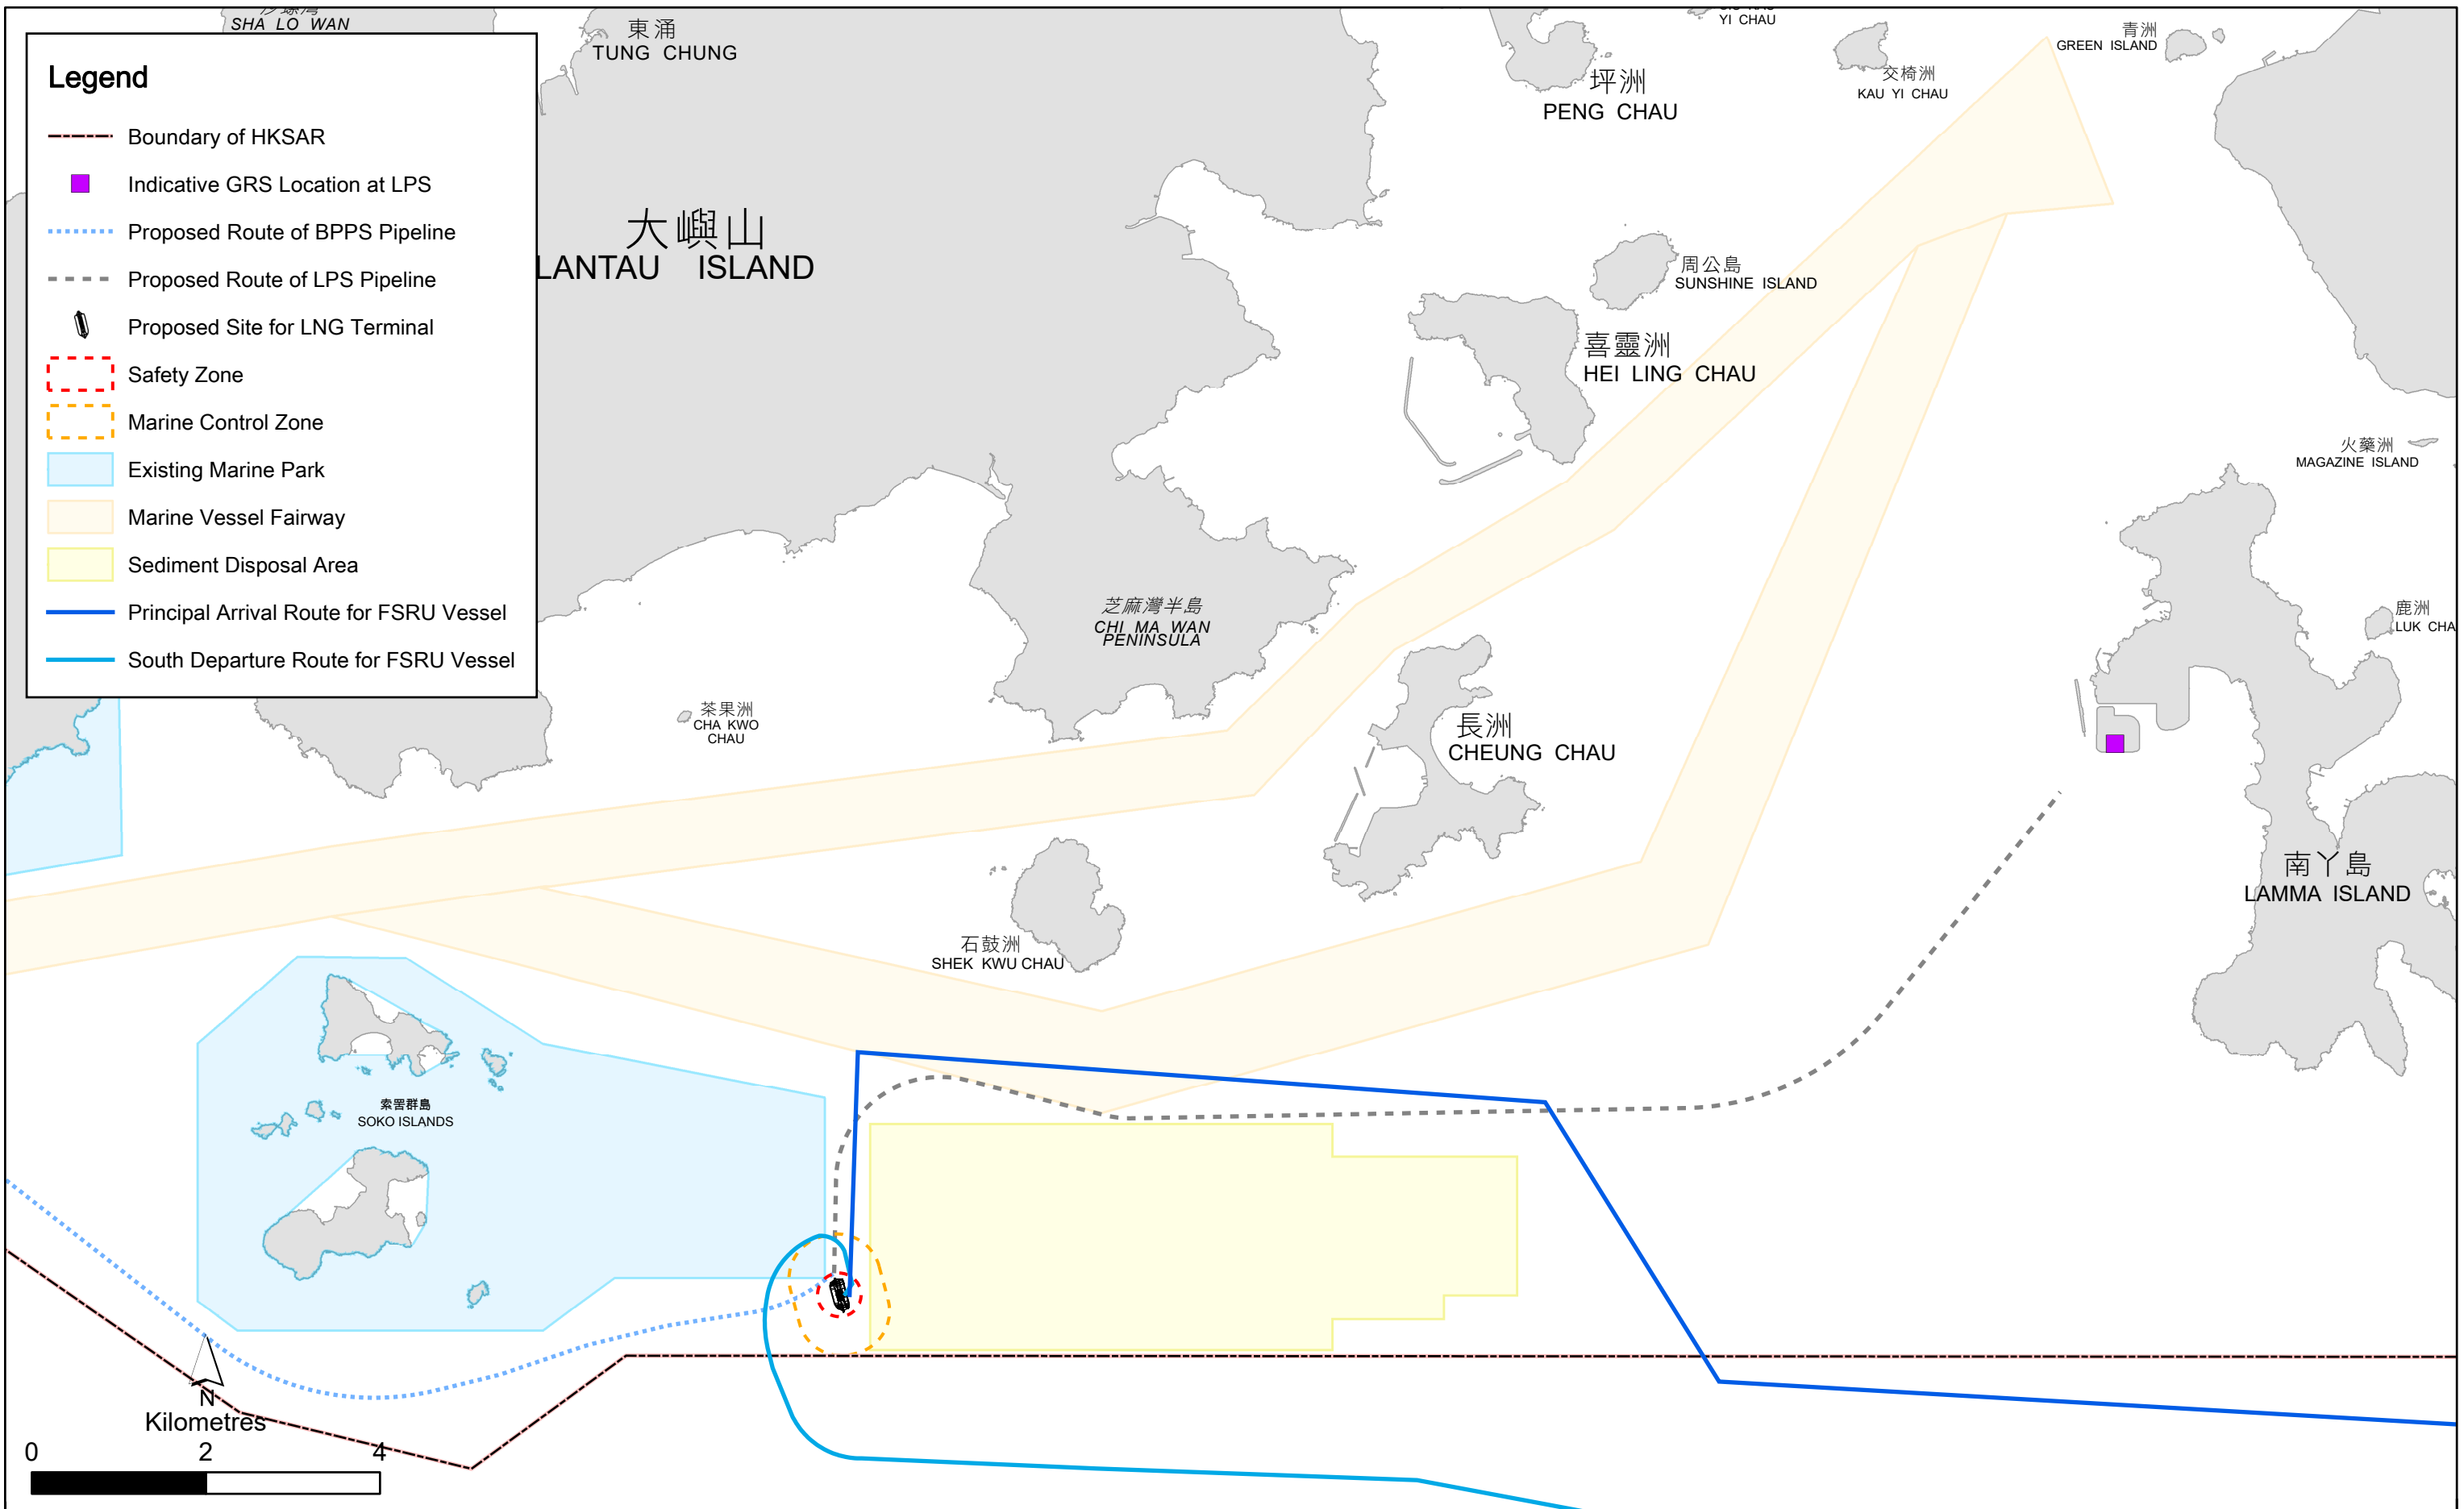 SHA LO WAN
東涌
TUNG CHUNG
YI CHAU
青洲
GREEN ISLAND
坪洲
PENG CHAU
交椅洲
KAU YI CHAU
Legend
Boundary of HKSAR
Indicative GRS Location at LPS
Proposed Route of BPPS Pipeline
Proposed Route of LPS Pipeline
Proposed Site for LNG Terminal
Safety Zone
Marine Control Zone
Existing Marine Park
Marine Vessel Fairway
Sediment Disposal Area
Principal Arrival Route for FSRU Vessel
South Departure Route for FSRU Vessel
大嶼山
LANTAU ISLAND
周公島
SUNSHINE ISLAND
喜靈洲
HEI LING CHAU
火藥洲
MAGAZINE ISLAND
芝麻灣半島
CHI MA WAN
PENINSULA
鹿洲
LUK CHA
茶果洲
CHA KWO
CHAU
長洲
CHEUNG CHAU
南丫島
LAMMA ISLAND
石鼓洲
SHEK KWU CHAU
索罟群島
SOKO ISLANDS
N
Kilometres
0 2 4